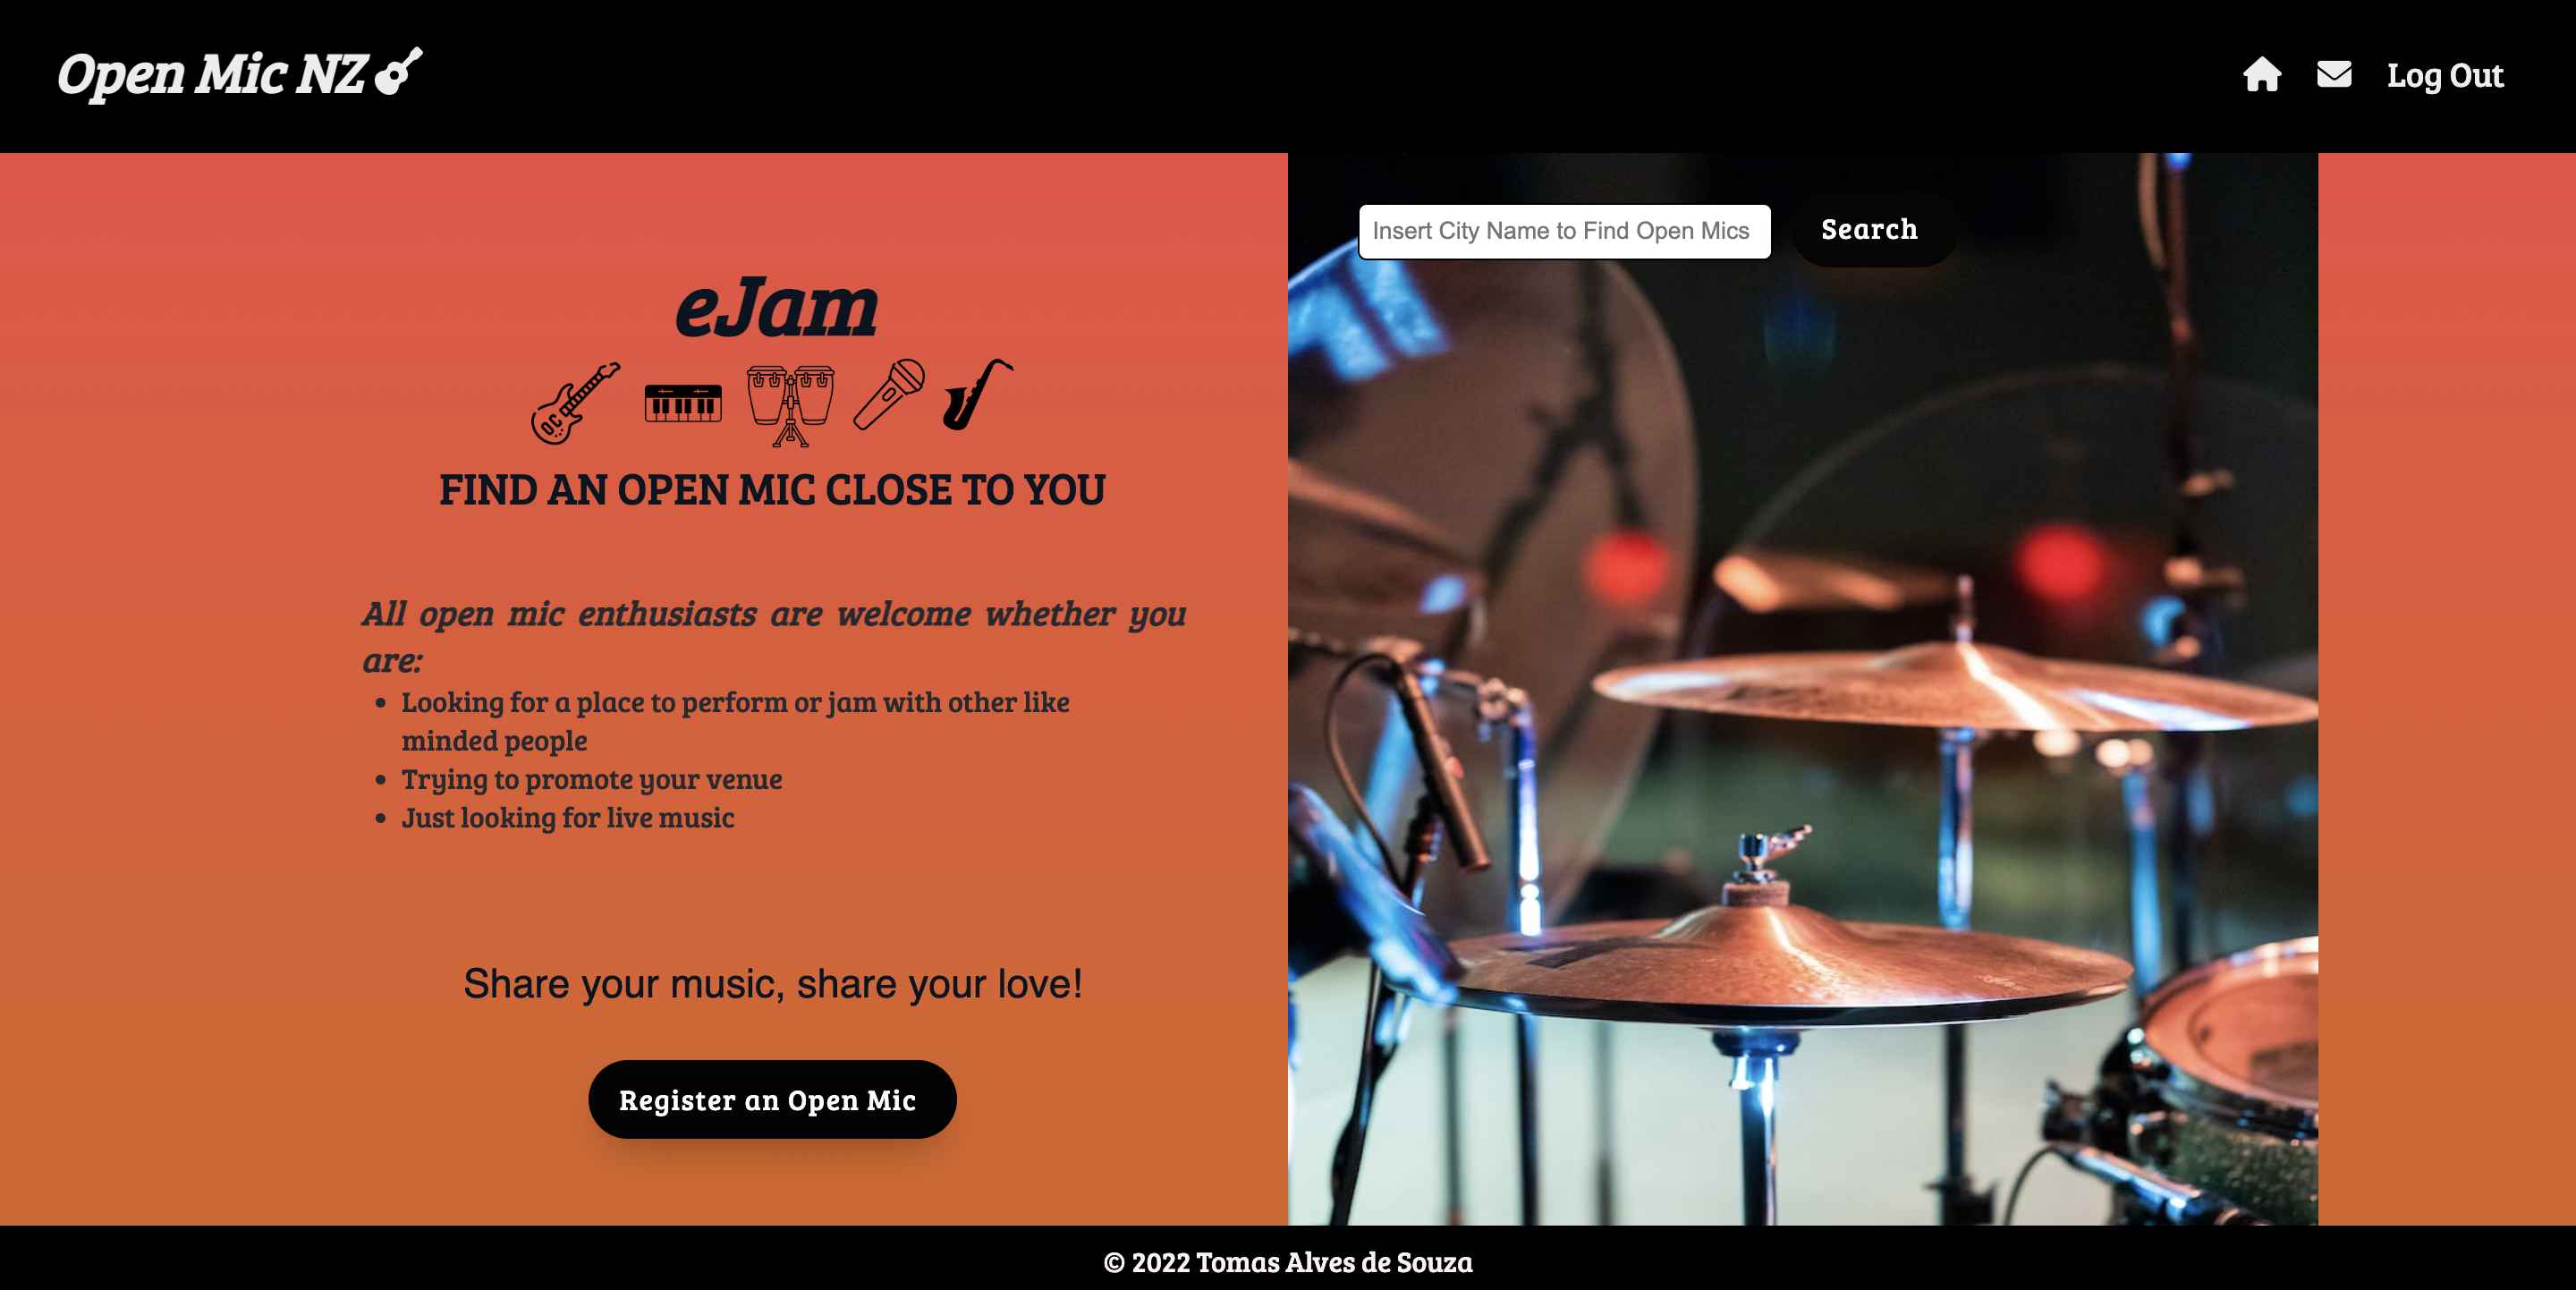 Open Mic NZ
Log Out
Insert City Name to Find Open Mics
Search
eJam
OC
FIND AN OPEN MIC CLOSE TO YOU
All open mic enthusiasts are welcome whether you
are:
• Looking for a place to perform or jam with other like
minded people
• Trying to promote your venue
• Just looking for live music
Share your music, share your love!
Register an Open Mic
© 2022 Tomas Alves de Souza